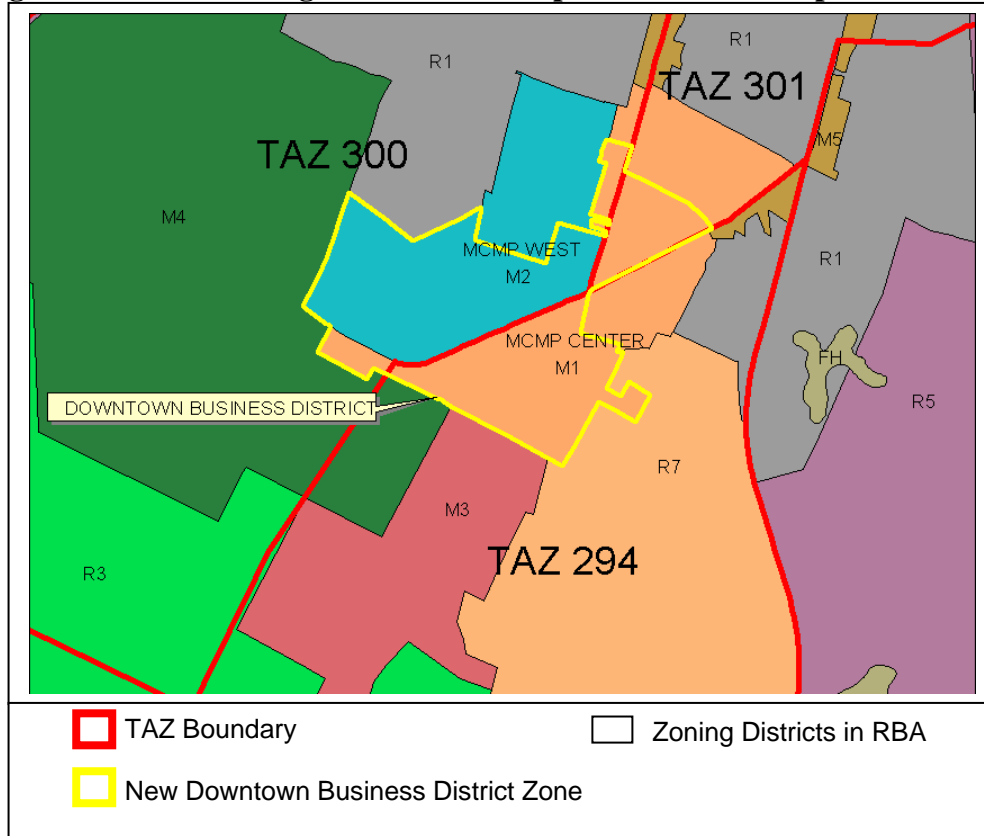 R1
R1
TAZ 301
M5
TAZ 300
M4
MCMP WEST
M2
R1
MCMP CENTER
M1
FH
DOWNTOWN BUSINESS DISTRICT
R5
R7
M3
TAZ 294
R3
TAZ Boundary
Zoning Districts in RBA
New Downtown Business District Zone